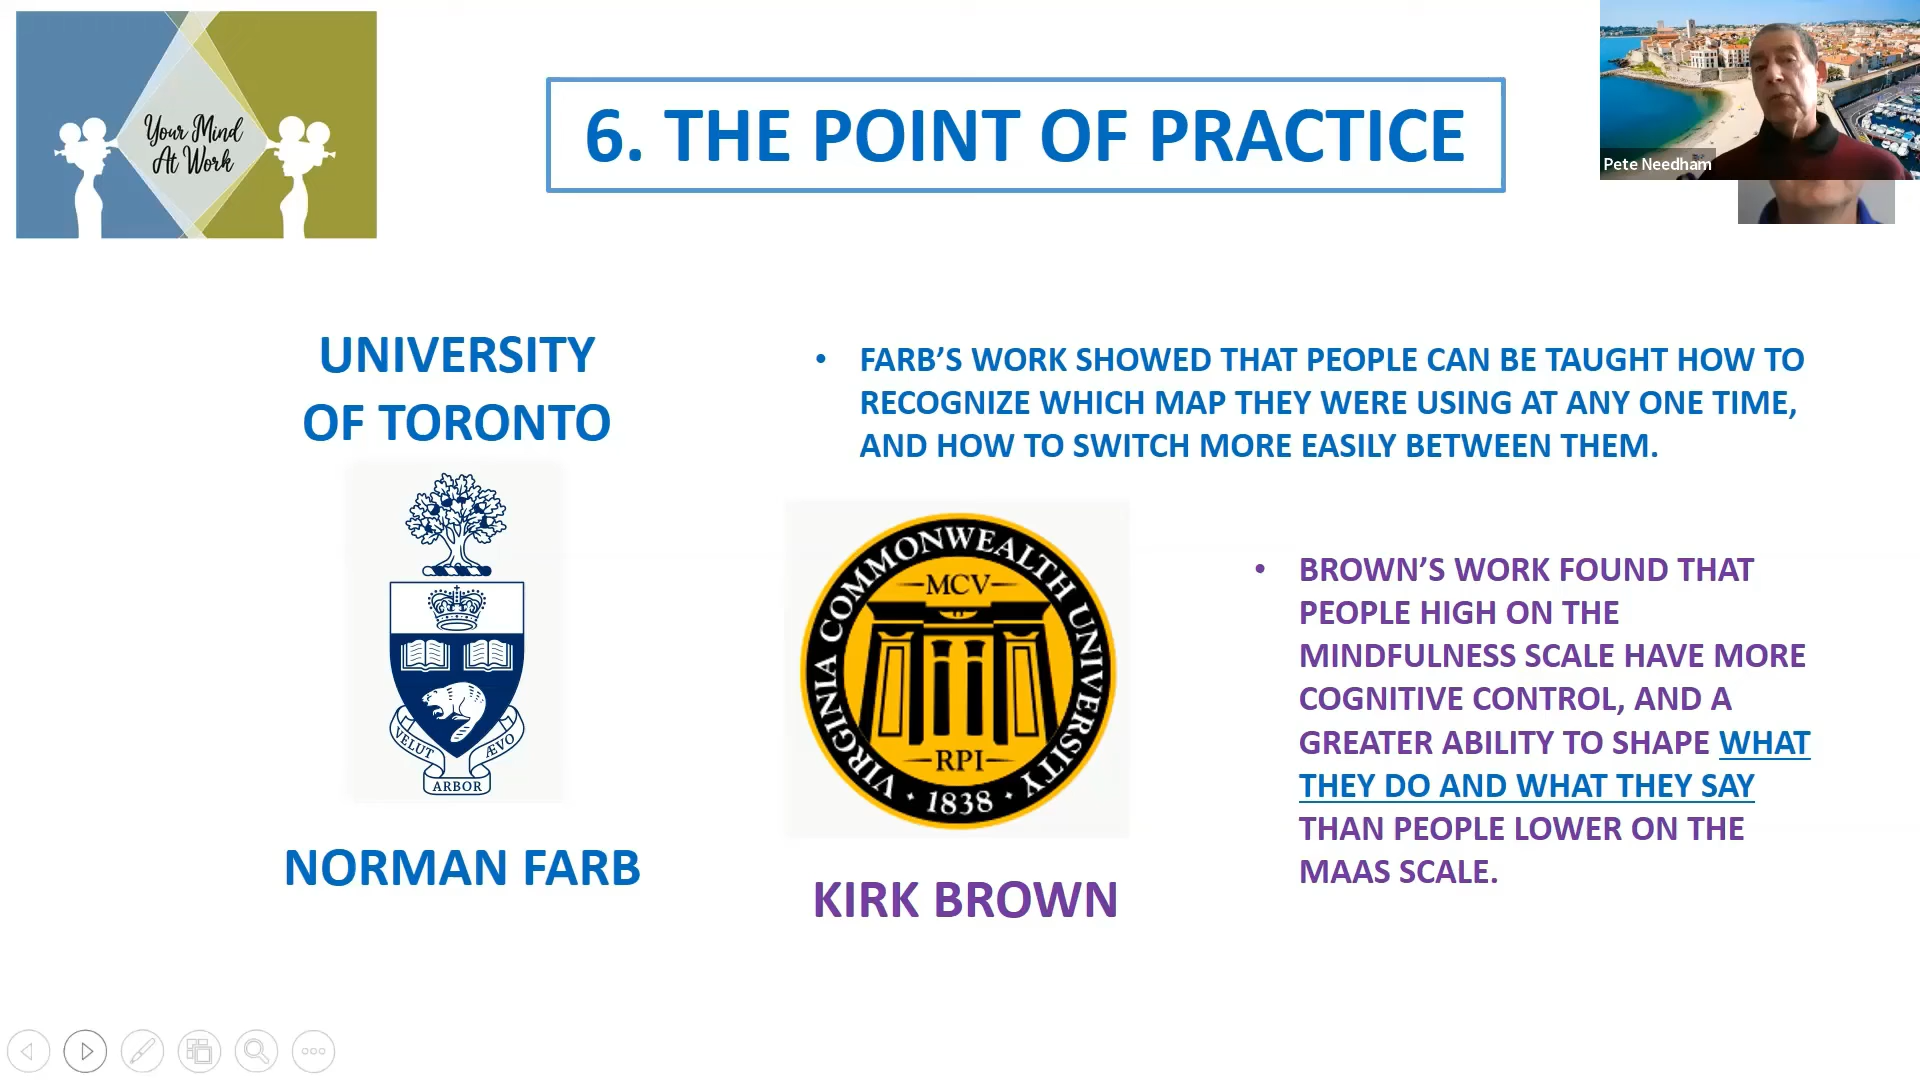 Your Mind
At Work
6. THE POINT OF PRACTICE
Pete Needham
UNIVERSITY
OF TORONTO
• FARB’S WORK SHOWED THAT PEOPLE CAN BE TAUGHT HOW TO
RECOGNIZE WHICH MAP THEY WERE USING AT ANY ONE TIME,
AND HOW TO SWITCH MORE EASILY BETWEEN THEM.
VELUT
ÆVO
ARBOR
NORMAN FARB
VIRGINIA COMMONWEALTH UNIVERSITY
MCV
RPI
• 1838 •
KIRK BROWN
• BROWN’S WORK FOUND THAT
PEOPLE HIGH ON THE
MINDFULNESS SCALE HAVE MORE
COGNITIVE CONTROL, AND A
GREATER ABILITY TO SHAPE WHAT
THEY DO AND WHAT THEY SAY
THAN PEOPLE LOWER ON THE
MAAS SCALE.